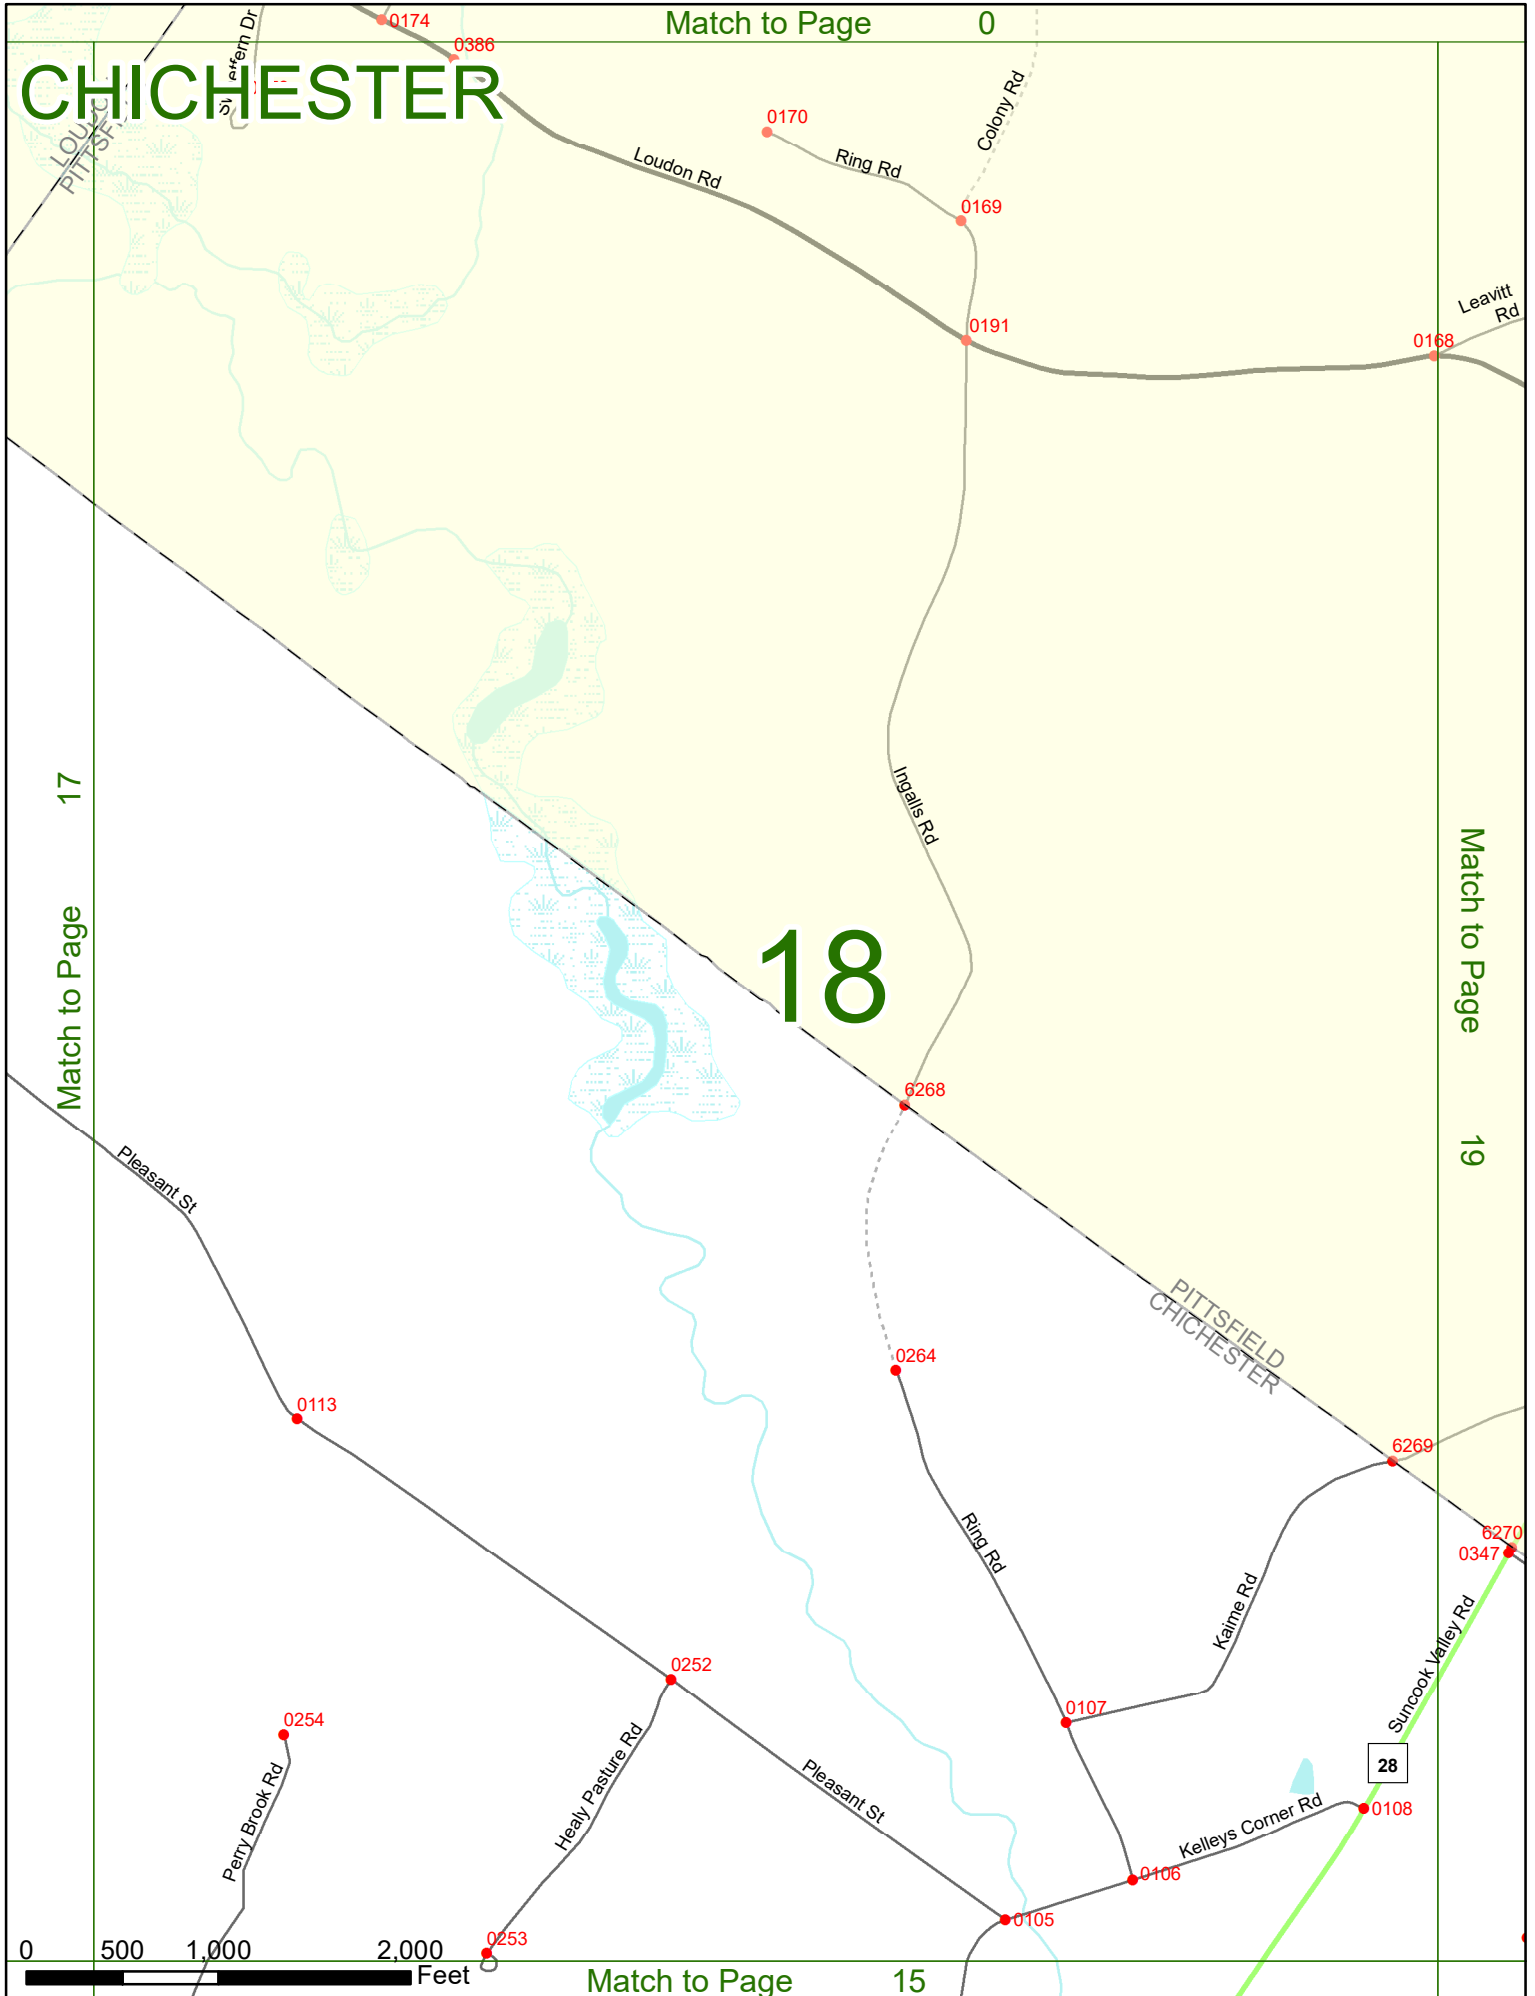 Match to Page 0
0174
0386
CHICHESTER
0170
Colony Rd
Loudon Rd
Ring Rd
0169
Leavitt
Rd
0191
0168
17
Match to Page
Ingalls Rd
Match to Page
19
18
6268
Pleasant St
PITTSFIELD
CHICHESTER
0264
0113
6269
Ring Rd
6270
0347
Kaime Rd
Suncook Valley Rd
0252
0107
0254
28
Healy Pasture Rd
Pleasant St
Perry Brook Rd
Kelleys Corner Rd
0108
0106
0105
0253
0 500 1,000 2,000
Feet
Match to Page 15